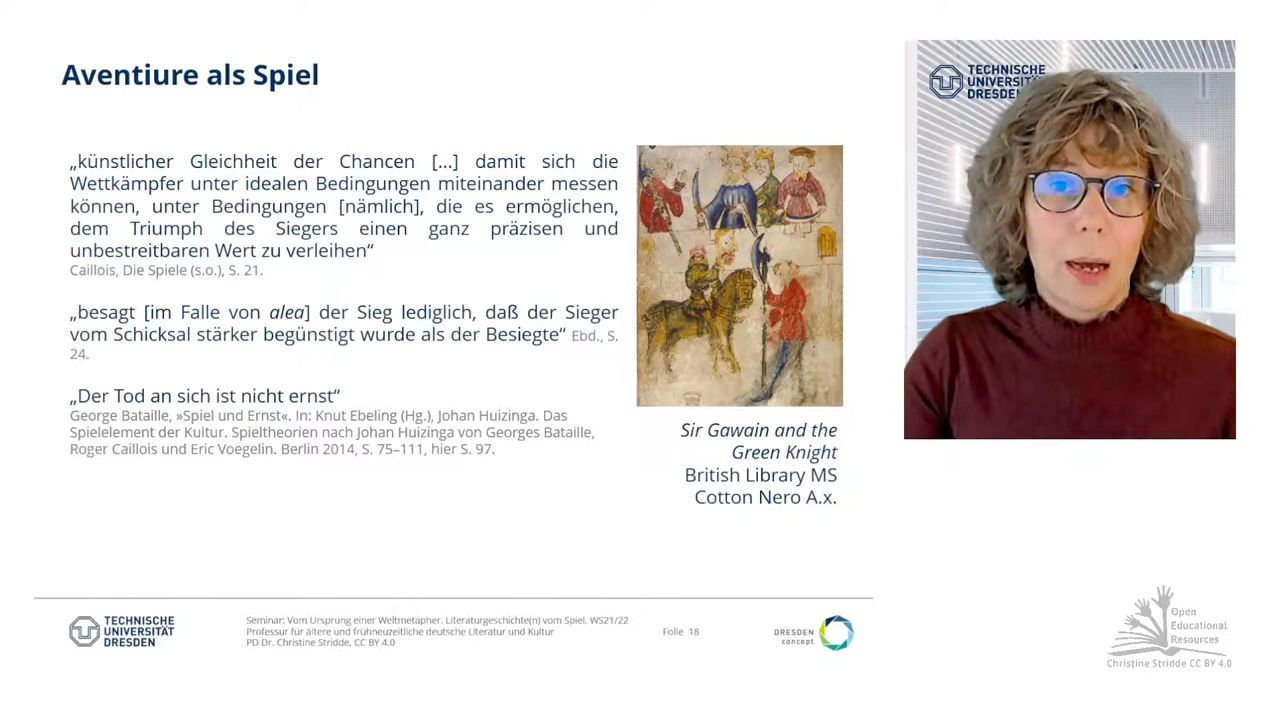 Aventiure als Spiel
„künstlicher Gleichheit der Chancen [...] damit sich die
Wettkämpfer unter idealen Bedingungen miteinander messen
können, unter Bedingungen [nämlich], die es ermöglichen,
dem Triumph des Siegers einen ganz präzisen und
unbestreitbaren Wert zu verleihen“
Caillois, Die Spiele (s.o.), S. 21.
„besagt [im Falle von alea] der Sieg lediglich, daß der Sieger
vom Schicksal stärker begünstigt wurde als der Besiegte“ Ebd., S.
24.
„Der Tod an sich ist nicht ernst“
George Bataille, »Spiel und Ernst«. In: Knut Ebeling (Hg.), Johan Huizinga. Das
Spielelement der Kultur. Spieltheorien nach Johan Huizinga von Georges Bataille,
Roger Caillois und Eric Voegelin. Berlin 2014, S. 75–111, hier S. 97.
Sir Gawain and the
Green Knight
British Library MS
Cotton Nero A.x.
TECHNISCHE
UNIVERSITÄT
DRESDEN
TECHNISCHE
UNIVERSITÄT
DRESDEN
Seminar: Vom Ursprung einer Weltmetapher. Literaturgeschichte(n) vom Spiel. WS21/22
Professur für ältere und frühneuzeitliche deutsche Literatur und Kultur
PD Dr. Christine Stridde, CC BY 4.0
Folie 18
DRESDEN
concept
Open
Educational
Resources
Christine Stridde CC BY 4.0